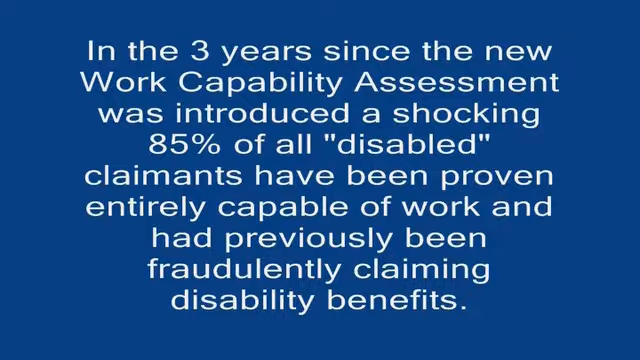 In the 3 years since the new
Work Capability Assessment
was introduced a shocking
85% of all "disabled"
claimants have been proven
entirely capable of work and
had previously been
fraudulently claiming
disability benefits.